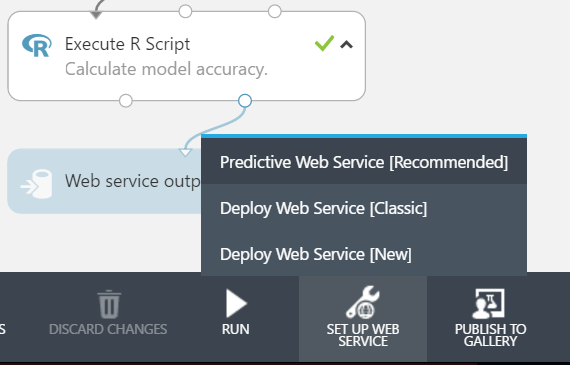 Execute R Script
Calculate model accuracy.
Web service outp
Predictive Web Service [Recommended]
Deploy Web Service [Classic]
Deploy Web Service [New]
S
DISCARD CHANGES
RUN
SET UP WEB
SERVICE
PUBLISH TO
GALLERY